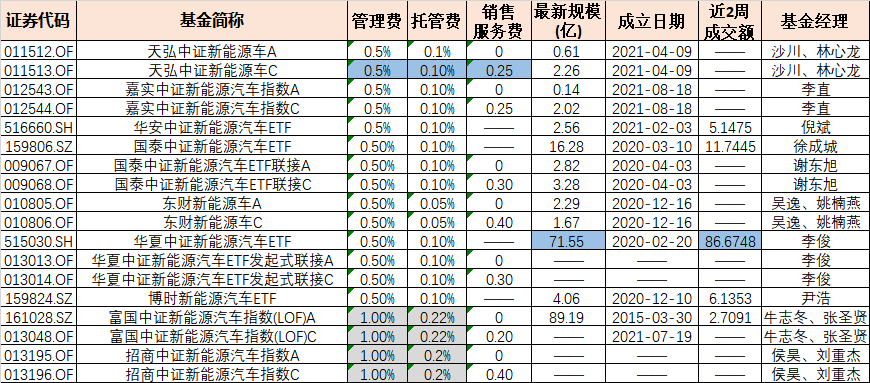 证券代码 基金简称 管理费 托管费 销售服务费 最新规模(亿) 成立日期 近2周成交额 基金经理
011512.OF 天弘中证新能源车A 0.5% 0.1% 0 0.61 2021-04-09 —— 沙川、林心龙
011513.OF 天弘中证新能源车C 0.5% 0.10% 0.25 2.26 2021-04-09 —— 沙川、林心龙
012543.OF 嘉实中证新能源汽车指数A 0.5% 0.10% 0 0.14 2021-08-18 —— 李直
012544.OF 嘉实中证新能源汽车指数C 0.5% 0.10% 0.25 2.02 2021-08-18 —— 李直
516660.SH 华安中证新能源汽车ETF 0.5% 0.10% —— 2.56 2021-02-03 5.1475 倪斌
159806.SZ 国泰中证新能源汽车ETF 0.50% 0.10% —— 16.28 2020-03-10 11.7445 徐成城
009067.OF 国泰中证新能源汽车ETF联接A 0.50% 0.10% 0 2.82 2020-04-03 —— 谢东旭
009068.OF 国泰中证新能源汽车ETF联接C 0.50% 0.10% 0.30 3.28 2020-04-03 —— 谢东旭
010805.OF 东财新能源车A 0.50% 0.05% 0 2.29 2020-12-16 —— 吴逸、姚楠燕
010806.OF 东财新能源车C 0.50% 0.05% 0.40 1.67 2020-12-16 —— 吴逸、姚楠燕
515030.SH 华夏中证新能源汽车ETF 0.50% 0.10% —— 71.55 2020-02-20 86.6748 李俊
013013.OF 华夏中证新能源汽车ETF发起式联接A 0.50% 0.10% 0 —— —— —— 李俊
013014.OF 华夏中证新能源汽车ETF发起式联接C 0.50% 0.10% 0.30 —— —— —— 李俊
159824.SZ 博时新能源汽车ETF 0.50% 0.10% —— 4.06 2020-12-10 6.1353 尹浩
161028.SZ 富国中证新能源汽车指数(LOF)A 1.00% 0.22% 0 89.19 2015-03-30 2.7091 牛志冬、张圣贤
013048.OF 富国中证新能源汽车指数(LOF)C 1.00% 0.22% 0.20 —— 2021-07-19 —— 牛志冬、张圣贤
013195.OF 招商中证新能源汽车指数A 1.00% 0.2% 0 —— —— —— 侯昊、刘重杰
013196.OF 招商中证新能源汽车指数C 1.00% 0.2% 0.40 —— —— —— 侯昊、刘重杰